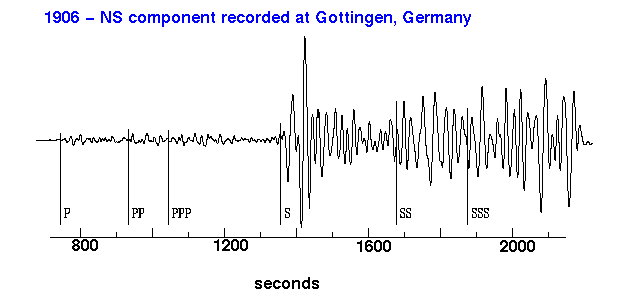 1906 – NS component recorded at Gottingen, Germany
P PP PPP S SS SSS
800 1200 1600 2000
seconds